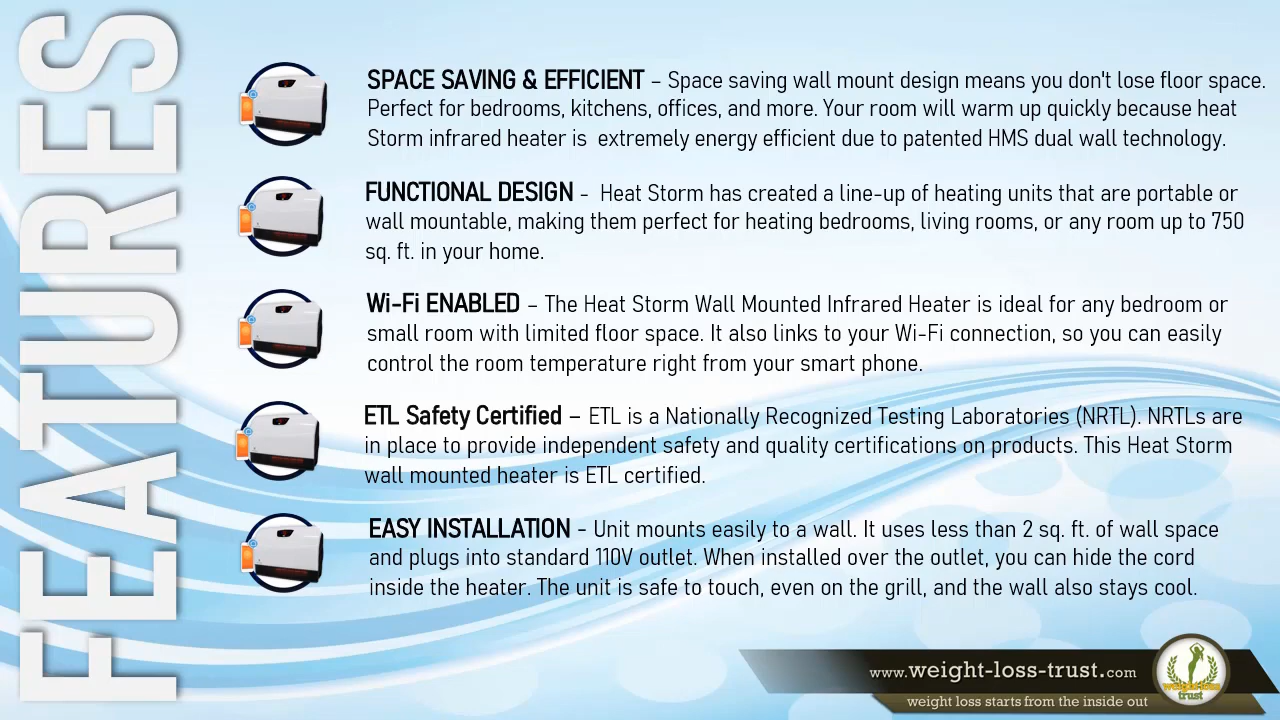 FEATURES
SPACE SAVING & EFFICIENT – Space saving wall mount design means you don't lose floor space.
Perfect for bedrooms, kitchens, offices, and more. Your room will warm up quickly because heat
Storm infrared heater is  extremely energy efficient due to patented HMS dual wall technology.
FUNCTIONAL DESIGN -  Heat Storm has created a line-up of heating units that are portable or
wall mountable, making them perfect for heating bedrooms, living rooms, or any room up to 750
sq. ft. in your home.
Wi-Fi ENABLED – The Heat Storm Wall Mounted Infrared Heater is ideal for any bedroom or
small room with limited floor space. It also links to your Wi-Fi connection, so you can easily
control the room temperature right from your smart phone.
ETL Safety Certified – ETL is a Nationally Recognized Testing Laboratories (NRTL). NRTLs are
in place to provide independent safety and quality certifications on products. This Heat Storm
wall mounted heater is ETL certified.
EASY INSTALLATION - Unit mounts easily to a wall. It uses less than 2 sq. ft. of wall space
and plugs into standard 110V outlet. When installed over the outlet, you can hide the cord
inside the heater. The unit is safe to touch, even on the grill, and the wall also stays cool.
www.weight-loss-trust.com
weight loss
trust
weight loss starts from the inside out